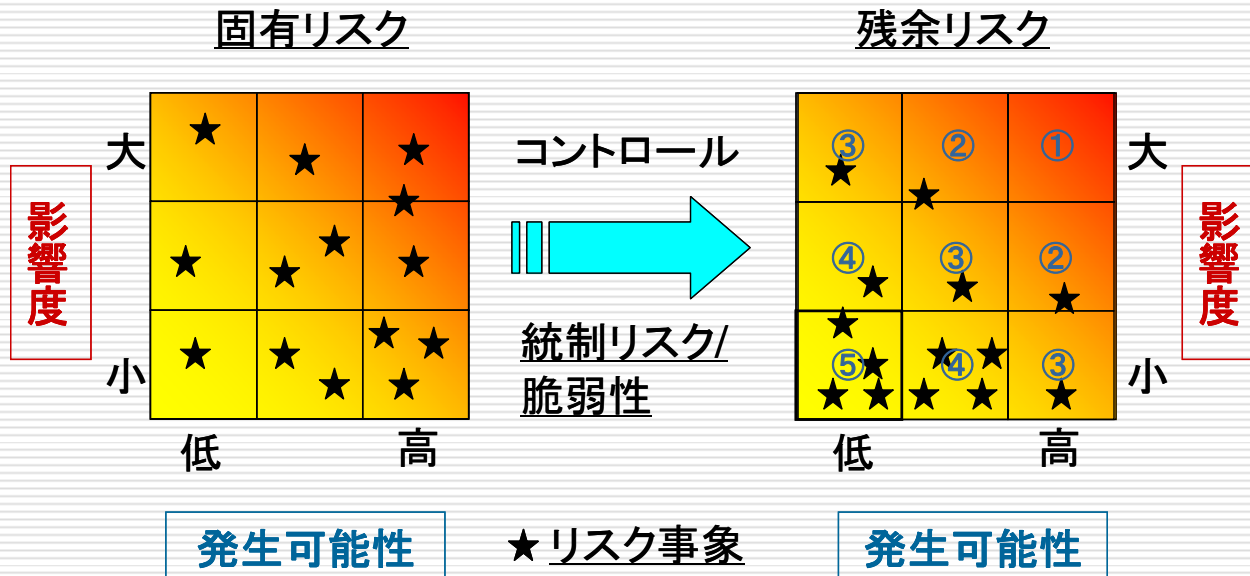 固有リスク
残余リスク
大
小
影響度
低
高
発生可能性
コントロール
統制リスク/
脆弱性
★リスク事象
③ ② ①
④ ③ ②
⑤ ④ ③
大
小
影響度
低
高
発生可能性